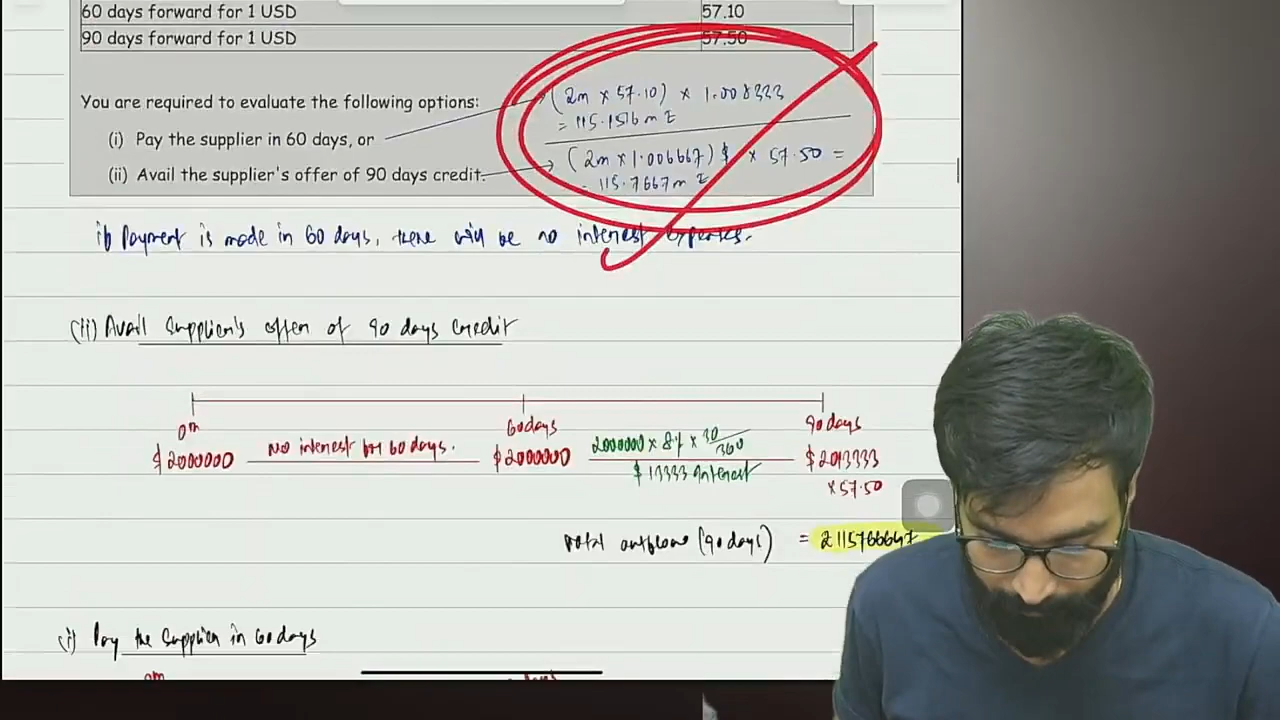 60 days forward for 1 USD 57.10
90 days forward for 1 USD 57.50
You are required to evaluate the following options:
(i) Pay the supplier in 60 days, or
(ii) Avail the supplier's offer of 90 days credit.
(2m × 57.10) × 1.008333
= 115.1516 m ₤
(2m × 1.006667) $ × 57.50 =
= 115.7667 m ₤
if Payment is made in 60 days, there will be no interest expenses.
(ii) Avail Supplier's offer of 90 days Credit
0m 60days 90 days
$ 2000000 No interest for 60 days. $ 2000000 2000000 × 8% × 30/360 $ 2013333
$ 13333 Interest × 57.50
Total outflow (90 days) = 2115766667
(i) Pay the Supplier in 60 days